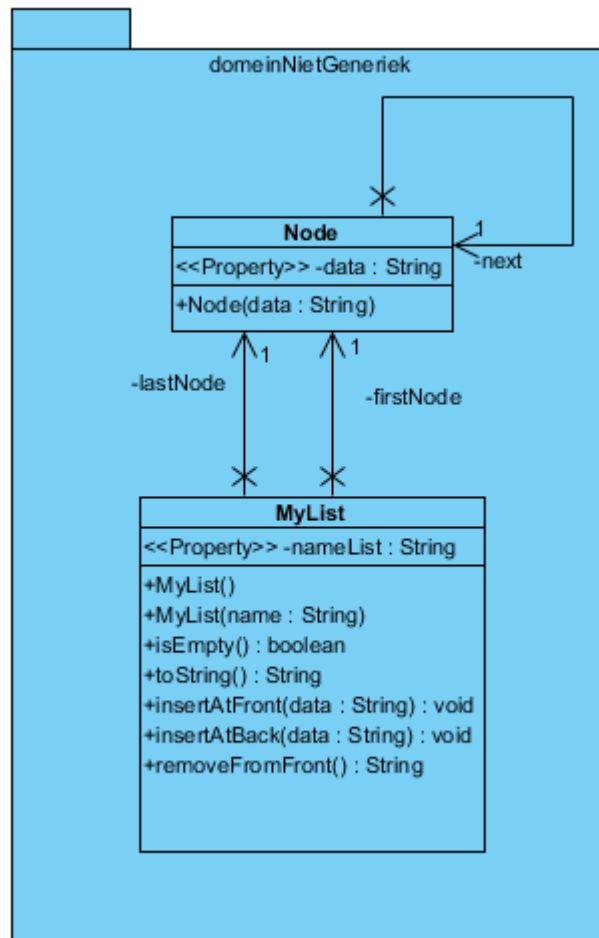 domeinNietGeneriek
Node
<<Property>> -data : String
+Node(data : String)
1
-next
1
1
-lastNode
-firstNode
MyList
<<Property>> -nameList : String
+MyList()
+MyList(name : String)
+isEmpty() : boolean
+toString() : String
+insertAtFront(data : String) : void
+insertAtBack(data : String) : void
+removeFromFront() : String